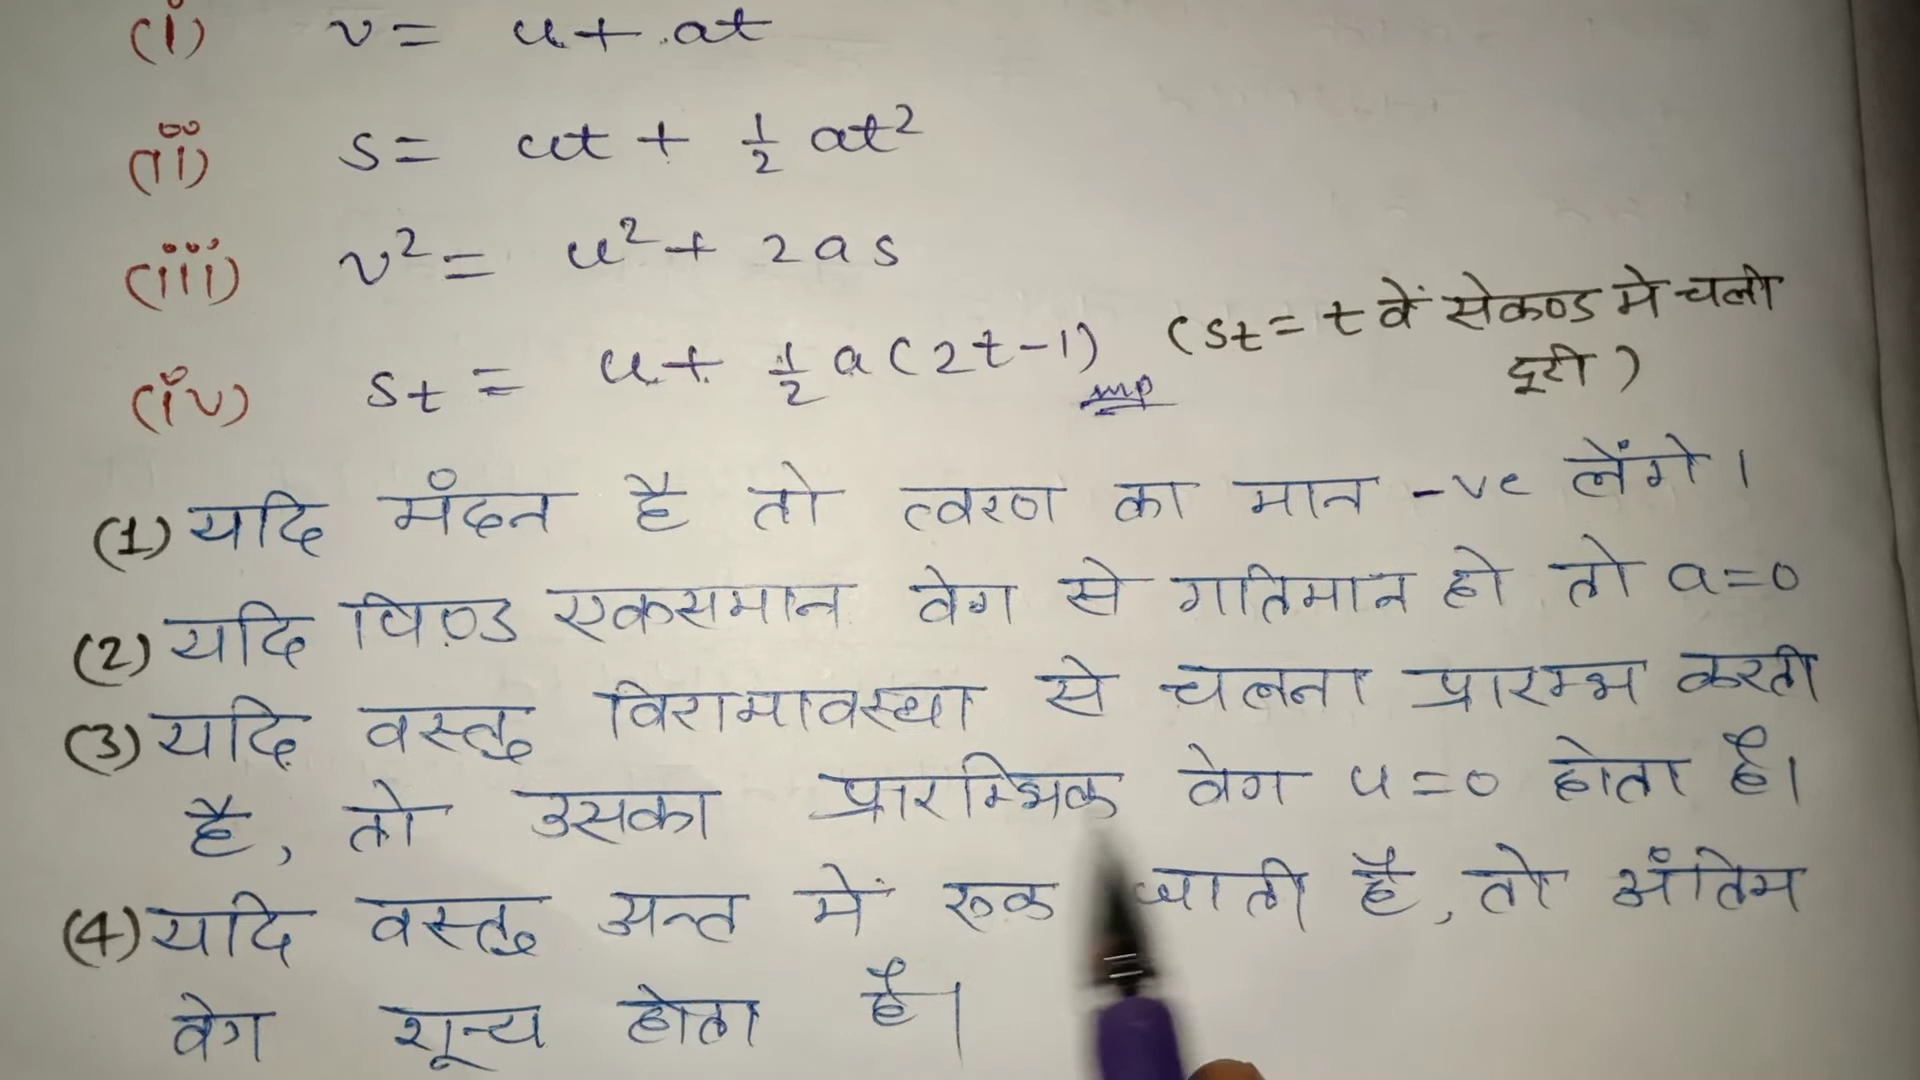 (i) v = u + at
(ii) s = ut + 1/2 at²
(iii) v² = u² + 2as
(iv) st = u + 1/2 a(2t-1) (st = t वें सेकण्ड मे चली
imp दूरी)
(1) यदि मंदन है तो त्वरण का मान -ve लेंगे।
(2) यदि पिण्ड एकसमान वेग से गतिमान हो तो a=0
(3) यदि वस्तु विरामावस्था से चलना प्रारम्भ करती
है, तो उसका प्रारम्भिक वेग u=0 होता है।
(4) यदि वस्तु अन्त में रुक जाती है, तो अंतिम
वेग शून्य होता है।